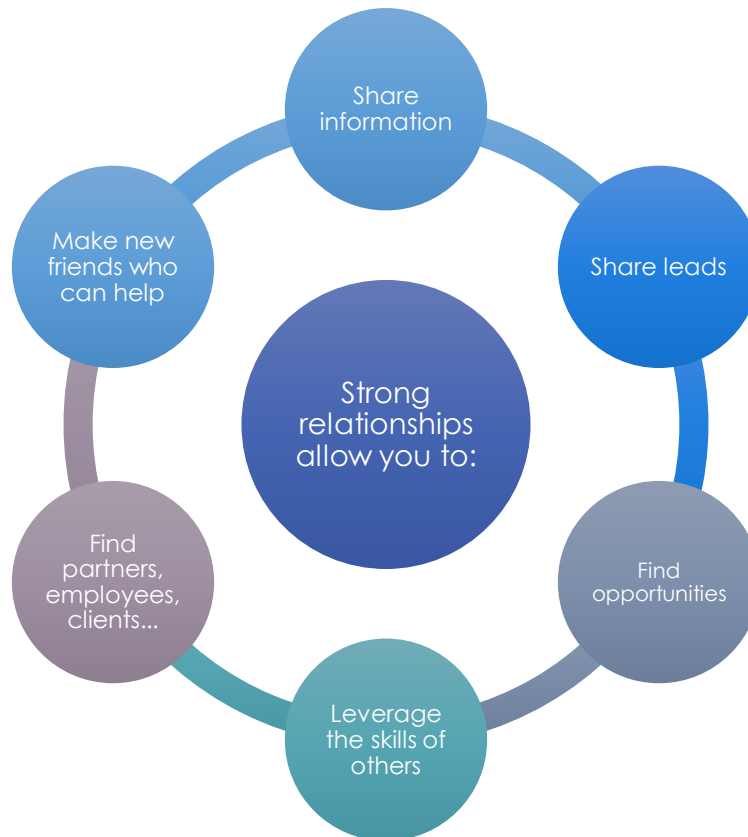 Share
information
Share leads
Find
opportunities
Leverage
the skills of
others
Find
partners,
employees,
clients...
Make new
friends who
can help
Strong
relationships
allow you to: